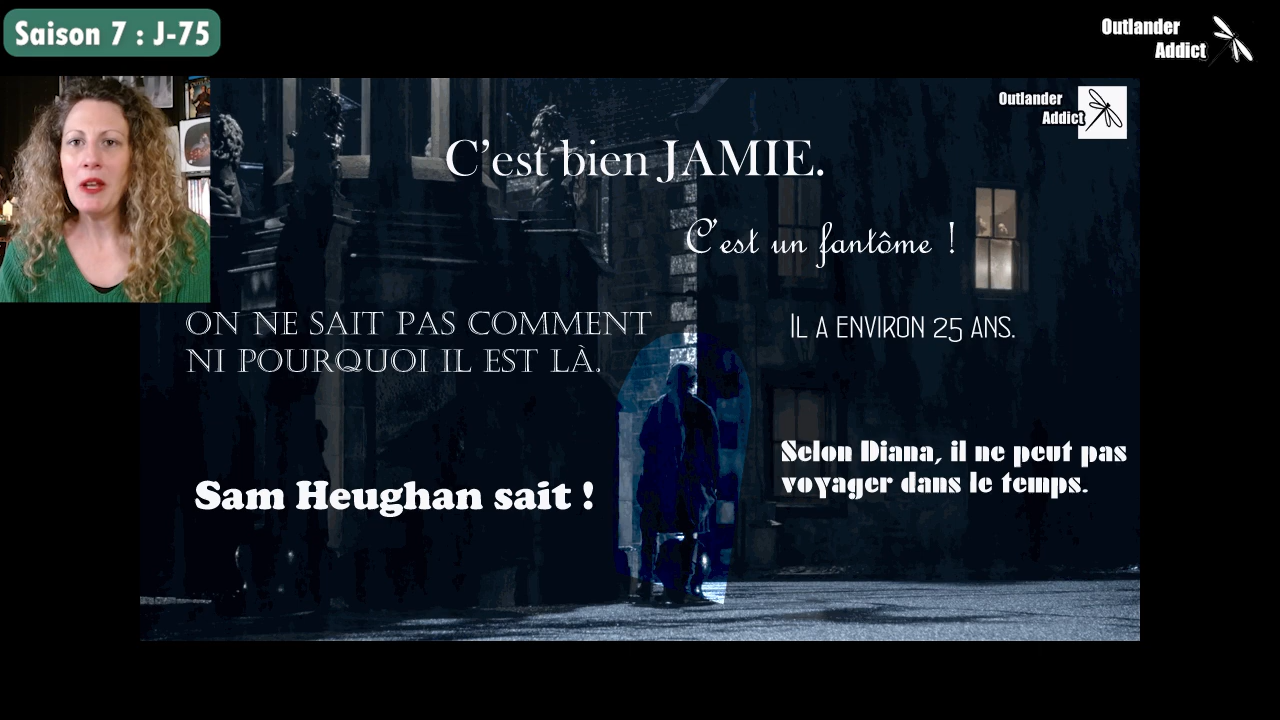 Saison 7 : J-75
Outlander
Addict
Outlander
Addict
C'est bien JAMIE.
C'est un fantôme !
ON NE SAIT PAS COMMENT
NI POURQUOI IL EST LÀ.
IL A ENVIRON 25 ANS.
Selon Diana, il ne peut pas
voyager dans le temps.
Sam Heughan sait !